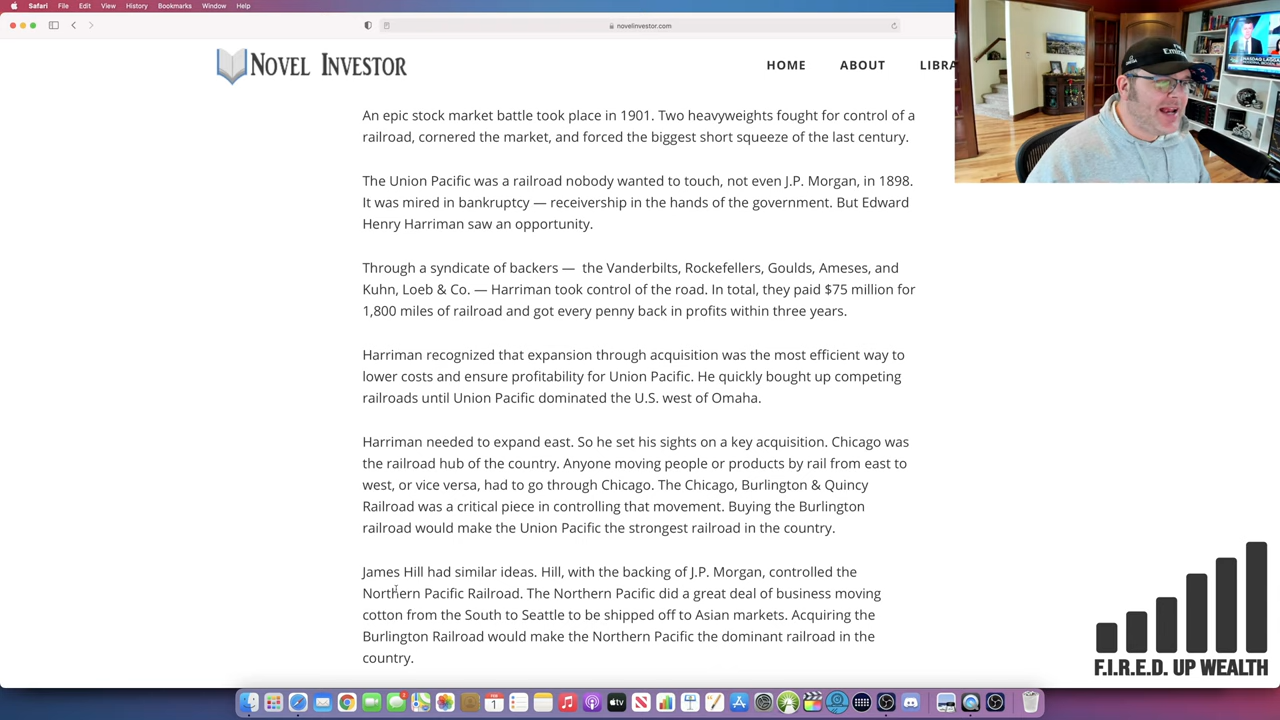 Safari File Edit View History Bookmarks Window Help
novelinvestor.com
NOVEL INVESTOR
HOME ABOUT LIBRA
An epic stock market battle took place in 1901. Two heavyweights fought for control of a
railroad, cornered the market, and forced the biggest short squeeze of the last century.
The Union Pacific was a railroad nobody wanted to touch, not even J.P. Morgan, in 1898.
It was mired in bankruptcy — receivership in the hands of the government. But Edward
Henry Harriman saw an opportunity.
Through a syndicate of backers — the Vanderbilts, Rockefellers, Goulds, Ameses, and
Kuhn, Loeb & Co. — Harriman took control of the road. In total, they paid $75 million for
1,800 miles of railroad and got every penny back in profits within three years.
Harriman recognized that expansion through acquisition was the most efficient way to
lower costs and ensure profitability for Union Pacific. He quickly bought up competing
railroads until Union Pacific dominated the U.S. west of Omaha.
Harriman needed to expand east. So he set his sights on a key acquisition. Chicago was
the railroad hub of the country. Anyone moving people or products by rail from east to
west, or vice versa, had to go through Chicago. The Chicago, Burlington & Quincy
Railroad was a critical piece in controlling that movement. Buying the Burlington
railroad would make the Union Pacific the strongest railroad in the country.
James Hill had similar ideas. Hill, with the backing of J.P. Morgan, controlled the
Northern Pacific Railroad. The Northern Pacific did a great deal of business moving
cotton from the South to Seattle to be shipped off to Asian markets. Acquiring the
Burlington Railroad would make the Northern Pacific the dominant railroad in the
country.
F.I.R.E.D. UP WEALTH